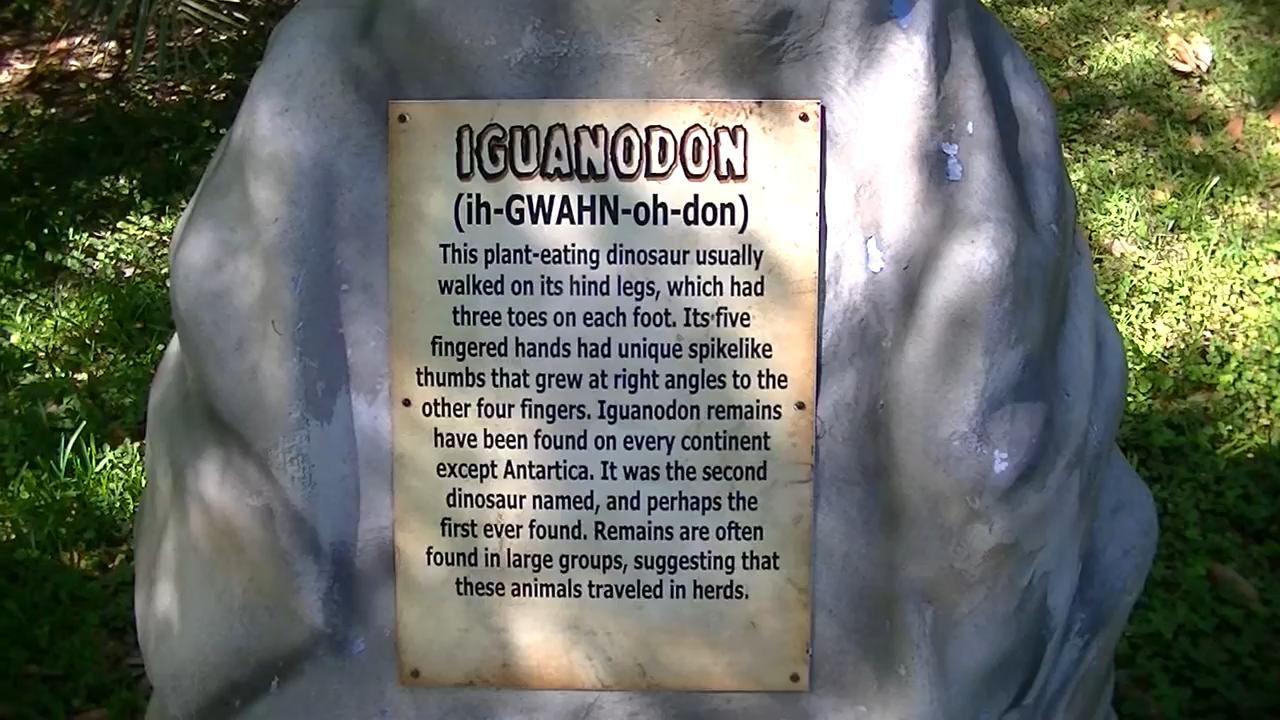 IGUANODON
(ih-GWAHN-oh-don)
This plant-eating dinosaur usually
walked on its hind legs, which had
three toes on each foot. Its five
fingered hands had unique spikelike
thumbs that grew at right angles to the
other four fingers. Iguanodon remains
have been found on every continent
except Antartica. It was the second
dinosaur named, and perhaps the
first ever found. Remains are often
found in large groups, suggesting that
these animals traveled in herds.